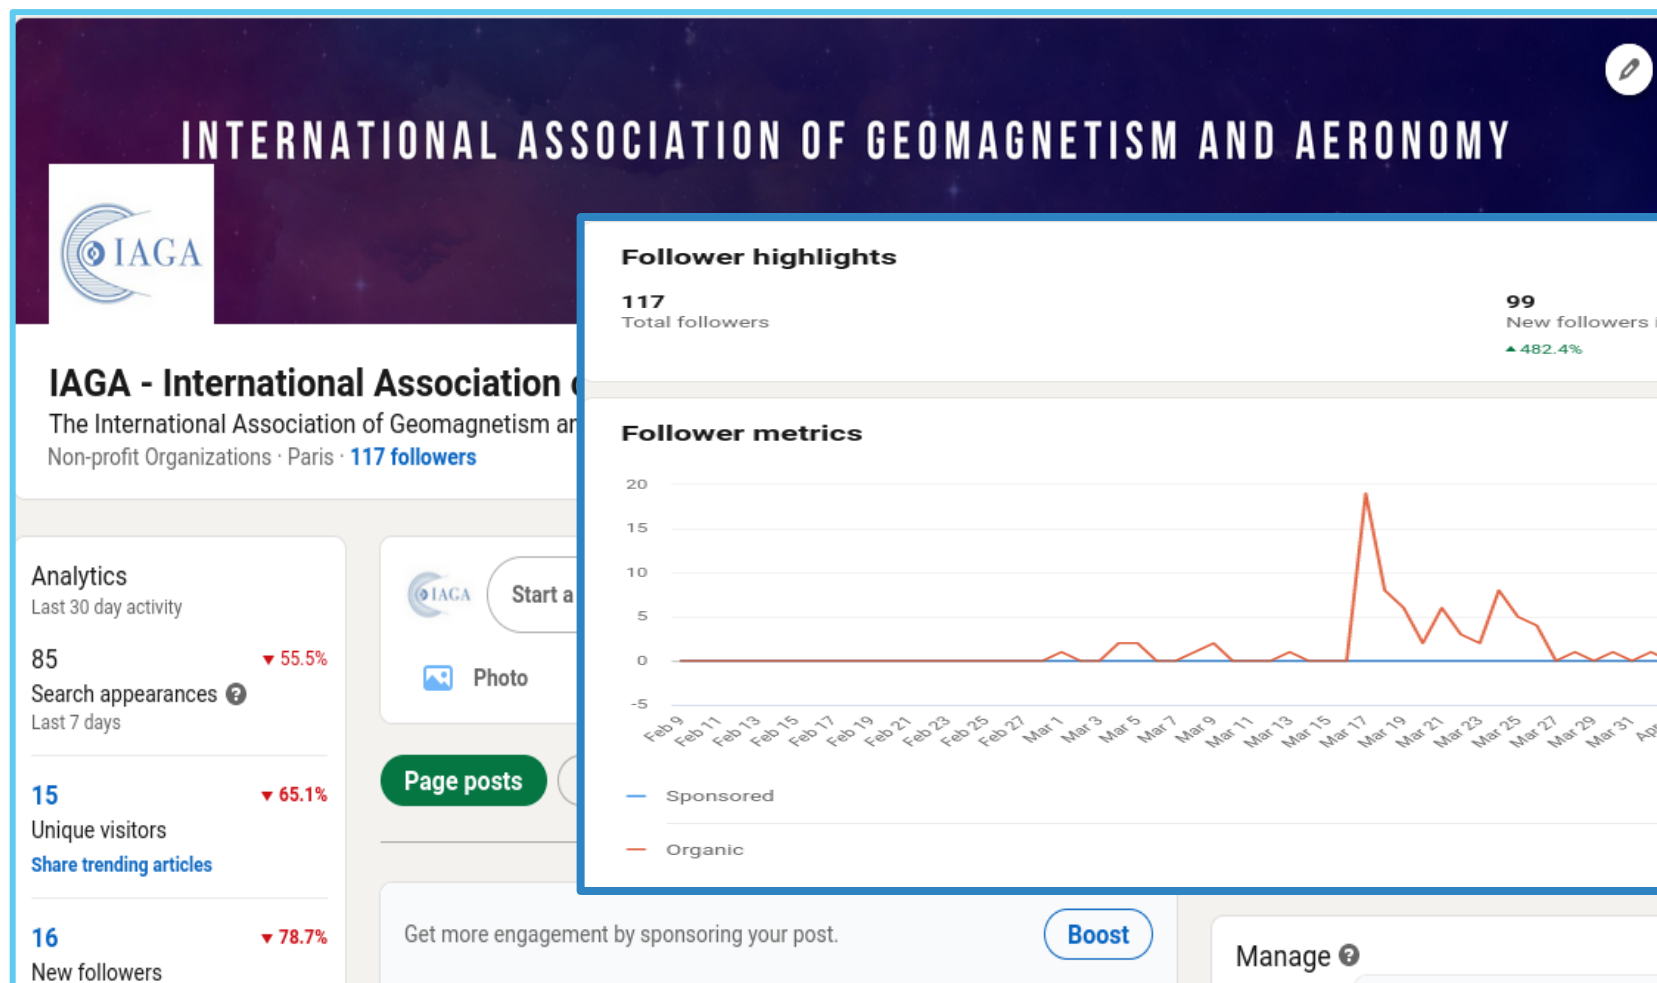 INTERNATIONAL ASSOCIATION OF GEOMAGNETISM AND AERONOMY
IAGA
IAGA - International Association
The International Association of Geomagnetism
Non-profit Organizations · Paris · 117 followers
Analytics
Last 30 day activity
85
55.5%
Search appearances
Last 7 days
15
65.1%
Unique visitors
Share trending articles
16
78.7%
New followers
IAGA
Start a
Photo
Page posts
Follower highlights
117
Total followers
99
New followers
482.4%
Follower metrics
20
15
10
5
0
-5
Feb 9
Feb 11
Feb 13
Feb 15
Feb 17
Feb 19
Feb 21
Feb 23
Feb 25
Feb 27
Mar 1
Mar 3
Mar 5
Mar 7
Mar 9
Mar 11
Mar 13
Mar 15
Mar 17
Mar 19
Mar 21
Mar 23
Mar 25
Mar 27
Mar 29
Mar 31
Sponsored
Organic
Get more engagement by sponsoring your post.
Boost
Manage